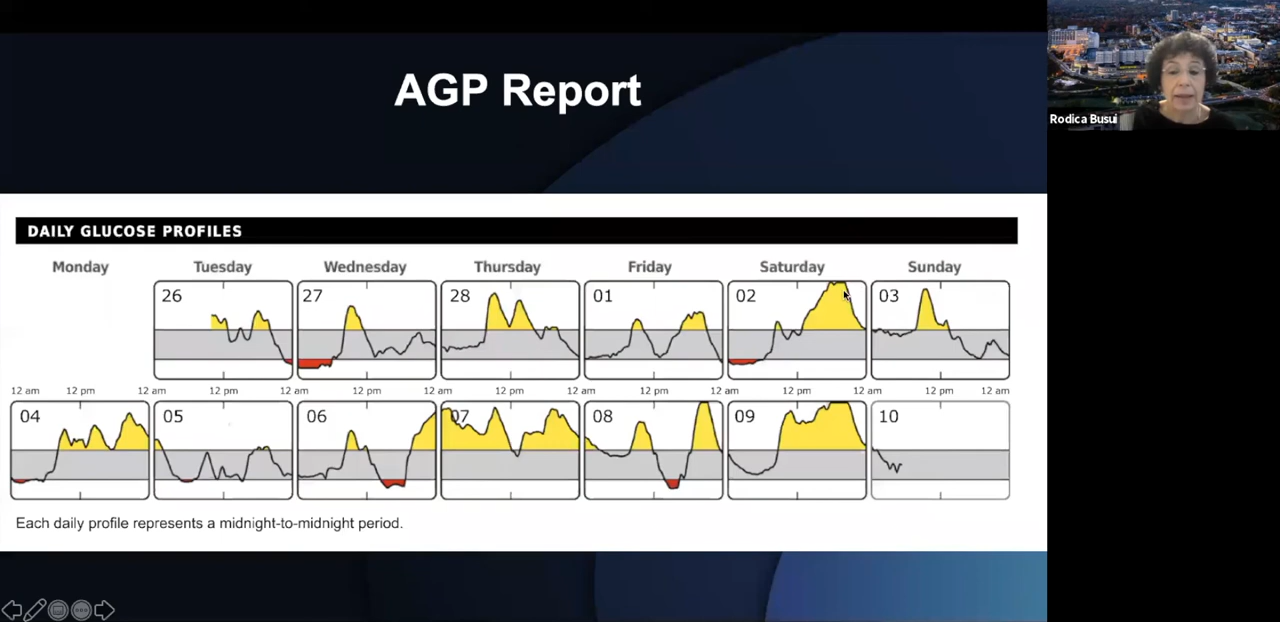 AGP Report
Rodica Busui
DAILY GLUCOSE PROFILES
Monday Tuesday Wednesday Thursday Friday Saturday Sunday
26 27 28 01 02 03
12 am 12 pm 12 am 12 pm 12 am 12 pm 12 am 12 pm 12 am 12 pm 12 am 12 pm 12 am 12 pm 12 am
04 05 06 07 08 09 10
Each daily profile represents a midnight-to-midnight period.